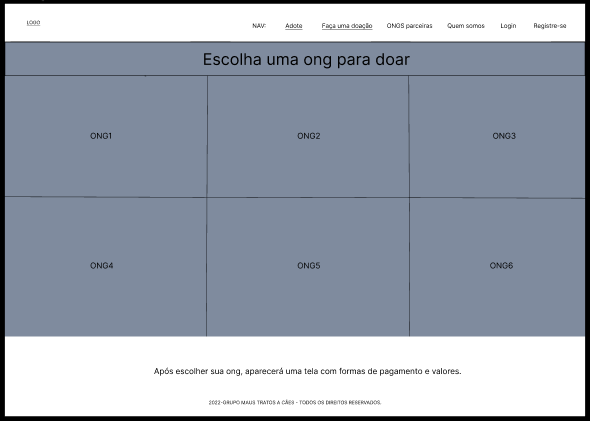 LOGO
NAV: Adote Faça uma doação ONOS parceiras Quem somos Login Registre-se
Escolha uma ong para doar
ONG1 ONG2 ONG3
ONG4 ONG5 ONG6
Após escolher sua ong, aparecerá uma tela com formas de pagamento e valores.
2022-GRUPO MAUS TRATOS A CÃES - TODOS OS DIREITOS RESERVADOS.